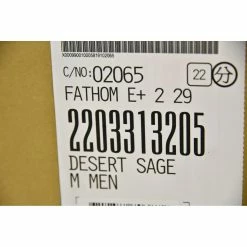 C/NO: 02065
22 分
FATHOM E+ 2 29
2203313205
DESERT SAGE
M MEN